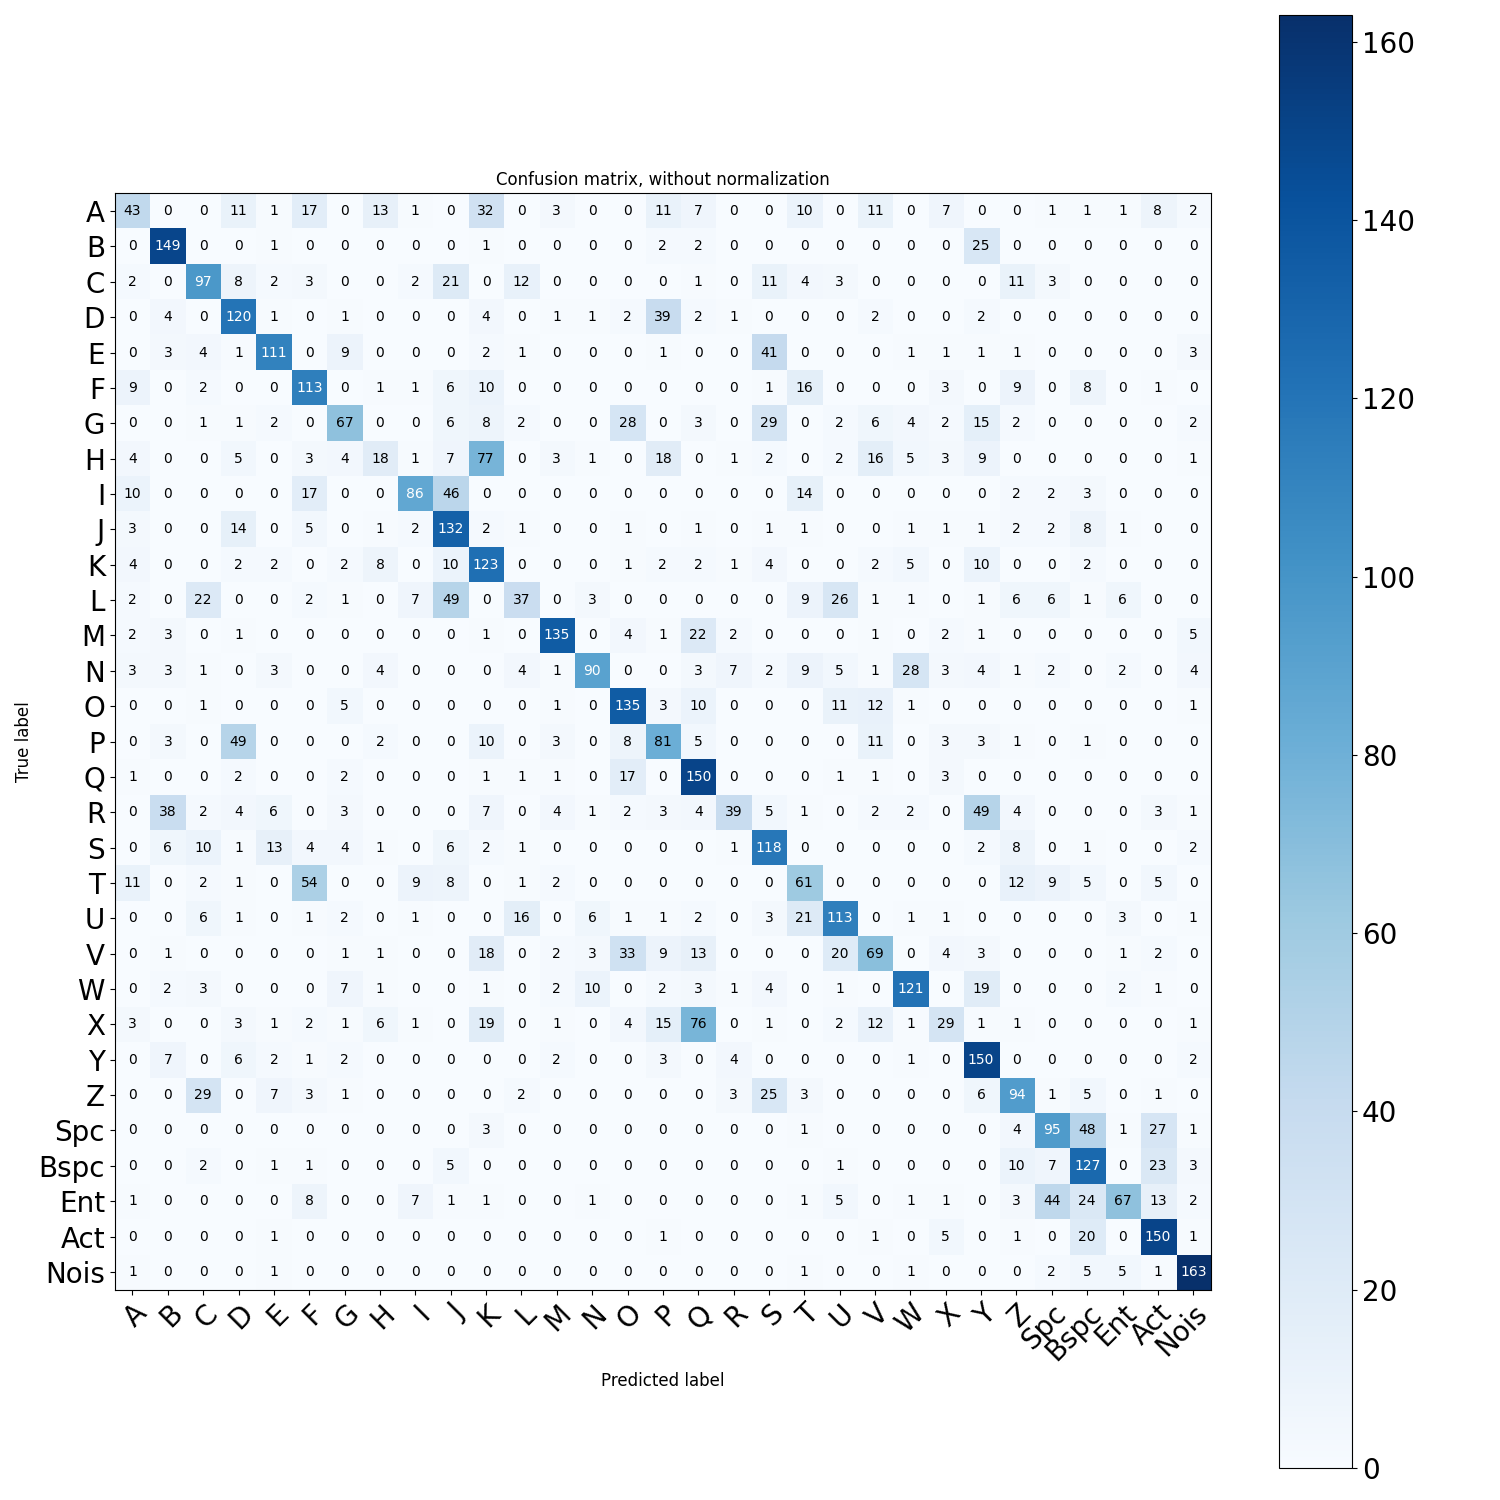 Confusion matrix, without normalization
A 43 0 0 11 1 17 0 13 1 0 32 0 3 0 0 11 7 0 0 10 0 11 0 7 0 0 1 1 1 8 2
B 0 149 0 0 1 0 0 0 0 0 1 0 0 0 0 2 2 0 0 0 0 0 0 0 25 0 0 0 0 0 0
C 2 0 97 8 2 3 0 0 2 21 0 12 0 0 0 0 1 0 11 4 3 0 0 0 0 11 3 0 0 0 0
D 0 4 0 120 1 0 1 0 0 0 4 0 1 1 2 39 2 1 0 0 0 2 0 0 2 0 0 0 0 0 0
E 0 3 4 1 111 0 9 0 0 0 2 1 0 0 0 1 0 0 41 0 0 0 1 1 1 1 0 0 0 0 3
F 9 0 2 0 0 113 0 1 1 6 10 0 0 0 0 0 0 0 1 16 0 0 0 3 0 9 0 8 0 1 0
G 0 0 1 1 2 0 67 0 0 6 8 2 0 0 28 0 3 0 29 0 2 6 4 2 15 2 0 0 0 0 2
H 4 0 0 5 0 3 4 18 1 7 77 0 3 1 0 18 0 1 2 0 2 16 5 3 9 0 0 0 0 0 1
I 10 0 0 0 0 17 0 0 86 46 0 0 0 0 0 0 0 0 0 14 0 0 0 0 0 2 2 3 0 0 0
J 3 0 0 14 0 5 0 1 2 132 2 1 0 0 1 0 1 0 1 1 0 0 1 1 1 2 2 8 1 0 0
K 4 0 0 2 2 0 2 8 0 10 123 0 0 0 1 2 2 1 4 0 0 2 5 0 10 0 0 2 0 0 0
L 2 0 22 0 0 2 1 0 7 49 0 37 0 3 0 0 0 0 0 9 26 1 1 0 1 6 6 1 6 0 0
M 2 3 0 1 0 0 0 0 0 0 1 0 135 0 4 1 22 2 0 0 0 1 0 2 1 0 0 0 0 0 5
N 3 3 1 0 3 0 0 4 0 0 0 4 1 90 0 0 3 7 2 9 5 1 28 3 4 1 2 0 2 0 4
O 0 0 1 0 0 0 5 0 0 0 0 0 1 0 135 3 10 0 0 0 11 12 1 0 0 0 0 0 0 0 1
P 0 3 0 49 0 0 0 2 0 0 10 0 3 0 8 81 5 0 0 0 0 11 0 3 3 1 0 1 0 0 0
Q 1 0 0 2 0 0 2 0 0 0 1 1 1 0 17 0 150 0 0 0 1 1 0 3 0 0 0 0 0 0 0
R 0 38 2 4 6 0 3 0 0 0 7 0 4 1 2 3 4 39 5 1 0 2 2 0 49 4 0 0 0 3 1
S 0 6 10 1 13 4 4 1 0 6 2 1 0 0 0 0 0 1 118 0 0 0 0 0 2 8 0 1 0 0 2
T 11 0 2 1 0 54 0 0 9 8 0 1 2 0 0 0 0 0 0 61 0 0 0 0 0 12 9 5 0 5 0
U 0 0 6 1 0 1 2 0 1 0 0 16 0 6 1 1 2 0 3 21 113 0 1 1 0 0 0 0 3 0 1
V 0 1 0 0 0 0 1 1 0 0 18 0 2 3 33 9 13 0 0 0 20 69 0 4 3 0 0 0 1 2 0
W 0 2 3 0 0 0 7 1 0 0 1 0 2 10 0 2 3 1 4 0 1 0 121 0 19 0 0 0 2 1 0
X 3 0 0 3 1 2 1 6 1 0 19 0 1 0 4 15 76 0 1 0 2 12 1 29 1 1 0 0 0 0 1
Y 0 7 0 6 2 1 2 0 0 0 0 0 2 0 0 3 0 4 0 0 0 0 1 0 150 0 0 0 0 0 2
Z 0 0 29 0 7 3 1 0 0 0 0 2 0 0 0 0 0 3 25 3 0 0 0 0 6 94 1 5 0 1 0
Spc 0 0 0 0 0 0 0 0 0 0 3 0 0 0 0 0 0 0 0 1 0 0 0 0 0 4 95 48 1 27 1
Bspc 0 0 2 0 1 1 0 0 0 5 0 0 0 0 0 0 0 0 0 0 1 0 0 0 0 10 7 127 0 23 3
Ent 1 0 0 0 0 8 0 0 7 1 1 0 0 1 0 0 0 0 0 1 5 0 1 1 0 3 44 24 67 13 2
Act 0 0 0 0 1 0 0 0 0 0 0 0 0 0 0 1 0 0 0 0 0 1 0 5 0 1 0 20 0 150 1
Nois 1 0 0 0 1 0 0 0 0 0 0 0 0 0 0 0 0 0 0 1 0 0 1 0 0 0 2 5 5 1 163
A B C D E F G H I J K L M N O P Q R S T U V W X Y Z Spc Bspc Ent Act Nois
Predicted label
True label
160
140
120
100
80
60
40
20
0